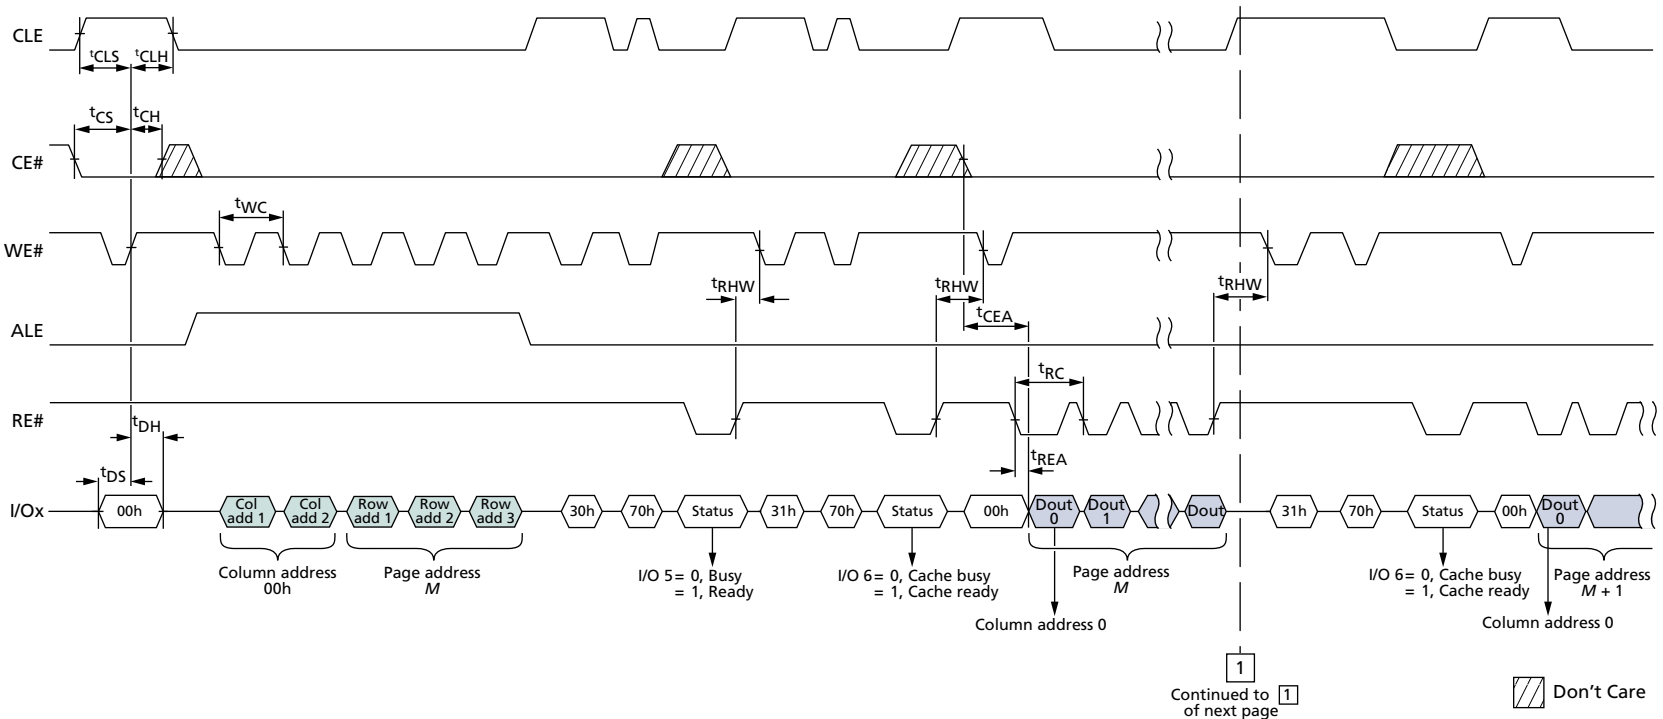 CLE
tCLS
tCLH
tCS
tCH
CE#
tWC
WE#
tRHW
tRHW
tRHW
tCEA
ALE
tRC
RE#
tDH
tREA
tDS
I/Ox
00h
Col add 1
Col add 2
Row add 1
Row add 2
Row add 3
30h
70h
Status
31h
70h
Status
00h
Dout 0
Dout 1
Dout
31h
70h
Status
00h
Dout 0
Column address
00h
Page address
M
I/O 5= 0, Busy
= 1, Ready
I/O 6= 0, Cache busy
= 1, Cache ready
Page address
M
Column address 0
I/O 6= 0, Cache busy
= 1, Cache ready
Page address
M + 1
Column address 0
1
Continued to 1
of next page
Don't Care